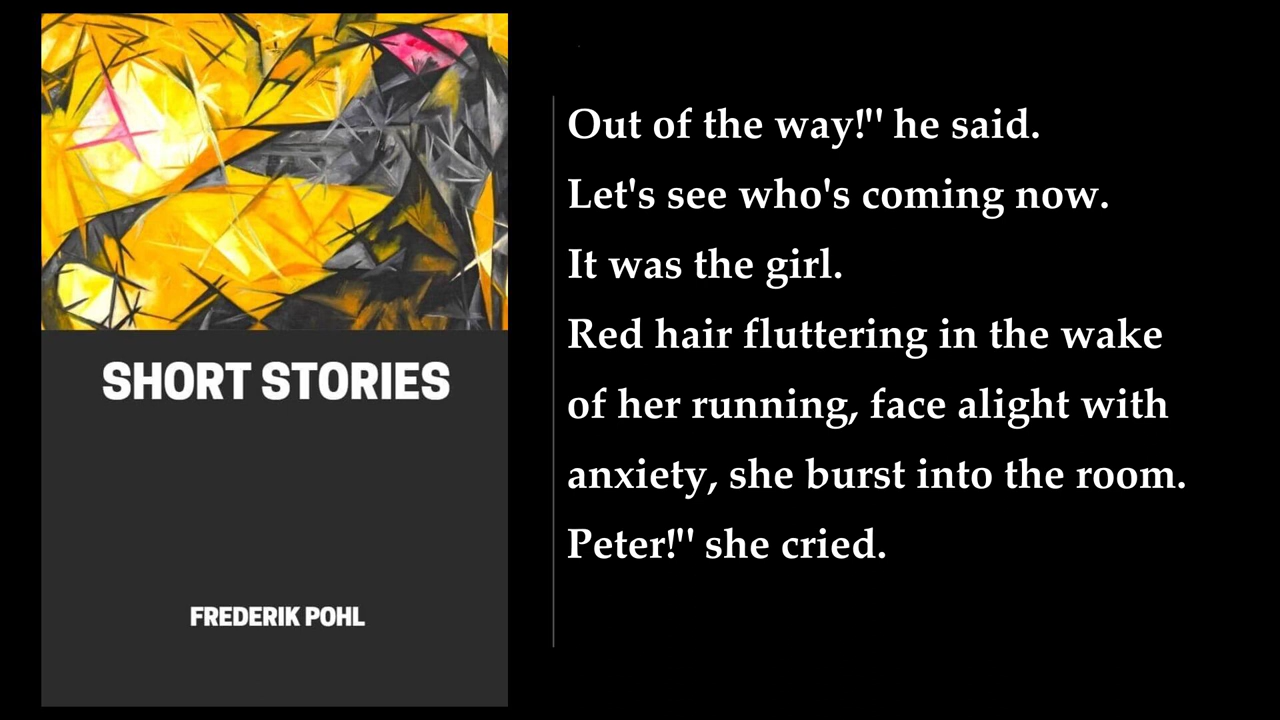 SHORT STORIES
FREDERIK POHL
Out of the way!" he said.
Let's see who's coming now.
It was the girl.
Red hair fluttering in the wake
of her running, face alight with
anxiety, she burst into the room.
Peter!" she cried.